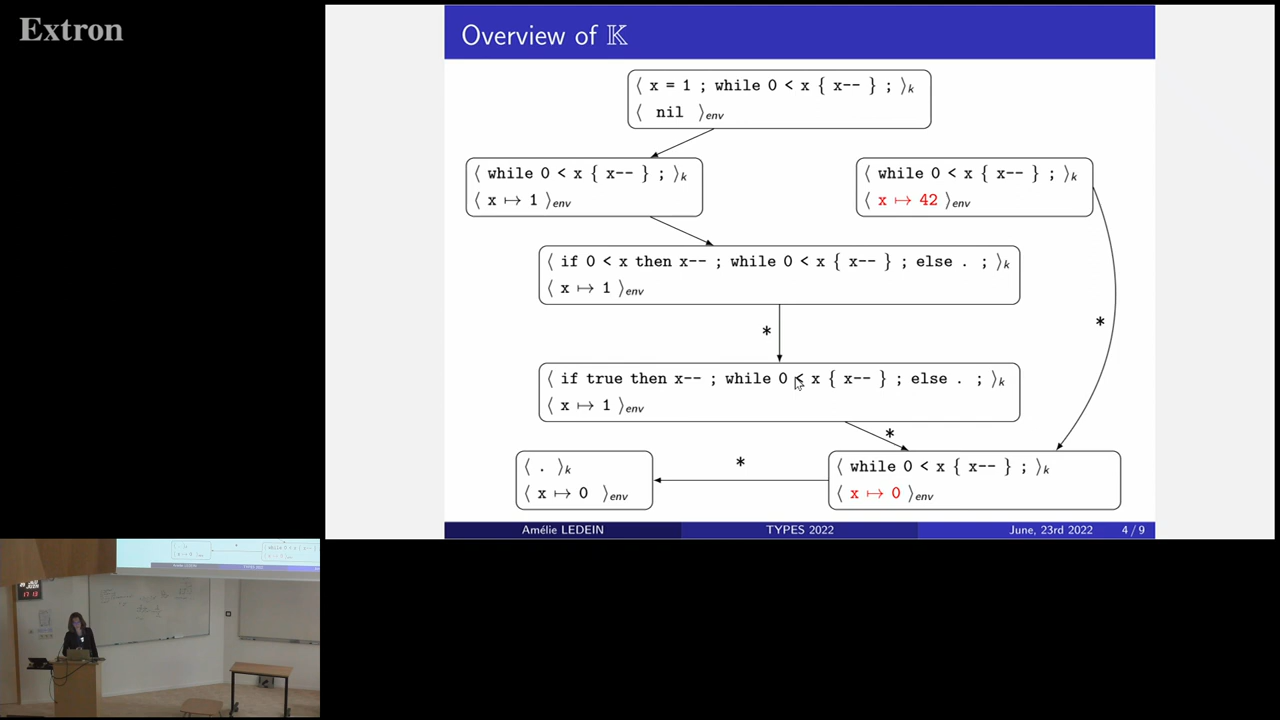 Extron
Overview of 𝕂
⟨ x = 1 ; while 0 < x { x-- } ; ⟩k
⟨ nil ⟩env
⟨ while 0 < x { x-- } ; ⟩k
⟨ x ↦ 1 ⟩env
⟨ while 0 < x { x-- } ; ⟩k
⟨ x ↦ 42 ⟩env
⟨ if 0 < x then x-- ; while 0 < x { x-- } ; else . ; ⟩k
⟨ x ↦ 1 ⟩env
*
*
⟨ if true then x-- ; while 0 < x { x-- } ; else . ; ⟩k
⟨ x ↦ 1 ⟩env
*
*
⟨ . ⟩k
⟨ x ↦ 0 ⟩env
⟨ while 0 < x { x-- } ; ⟩k
⟨ x ↦ 0 ⟩env
Amélie LEDEIN TYPES 2022 June, 23rd 2022 4 / 9